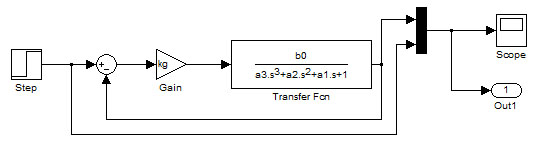 Step
+
−
kg
Gain
b0
a3.s³+a2.s²+a1.s+1
Transfer Fcn
Scope
1
Out1